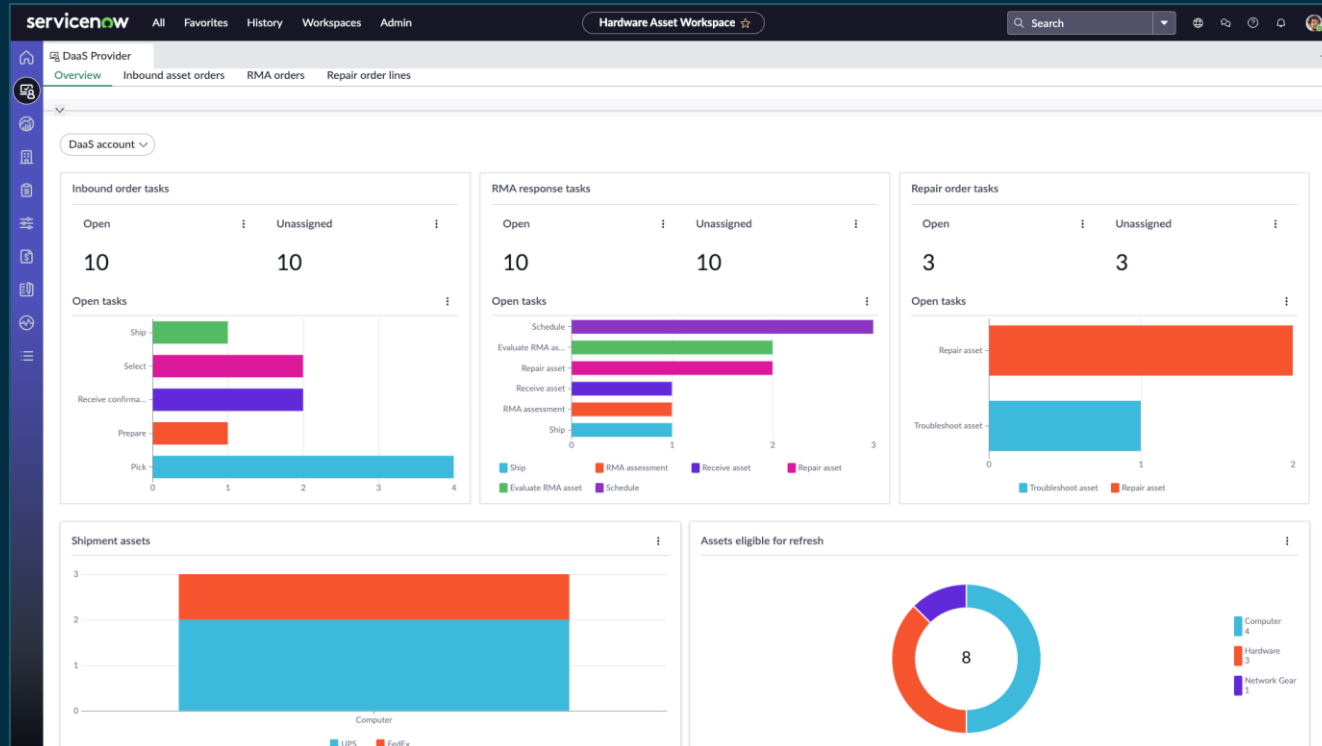 servicenow All Favorites History Workspaces Admin Hardware Asset Workspace Search
DaaS Provider
Overview Inbound asset orders RMA orders Repair order lines
DaaS account
Inbound order tasks
Open Unassigned
10 10
Open tasks
Ship
Select
Receive confirma...
Prepare
Pick
0 1 2 3 4
RMA response tasks
Open Unassigned
10 10
Open tasks
Schedule
Evaluate RMA as...
Repair asset
Receive asset
RMA assessment
Ship
0 1 2 3
Ship RMA assessment Receive asset Repair asset
Evaluate RMA asset Schedule
Repair order tasks
Open Unassigned
3 3
Open tasks
Repair asset
Troubleshoot asset
0 1 2
Troubleshoot asset Repair asset
Shipment assets
3
2
1
0
Computer
UPS FedEx
Assets eligible for refresh
8
Computer
4
Hardware
3
Network Gear
1